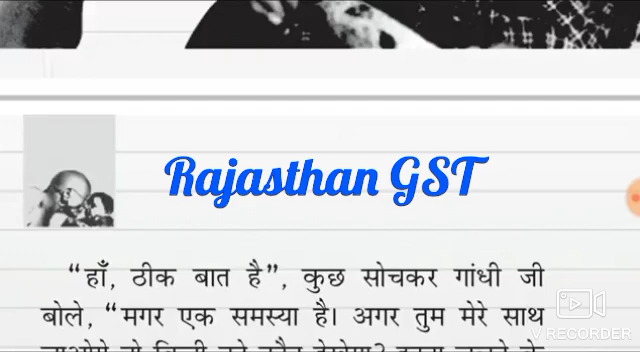 Rajasthan GST
“हाँ, ठीक बात है”, कुछ सोचकर गांधी जी
बोले, “मगर एक समस्या है। अगर तुम मेरे साथ
V RECORDER